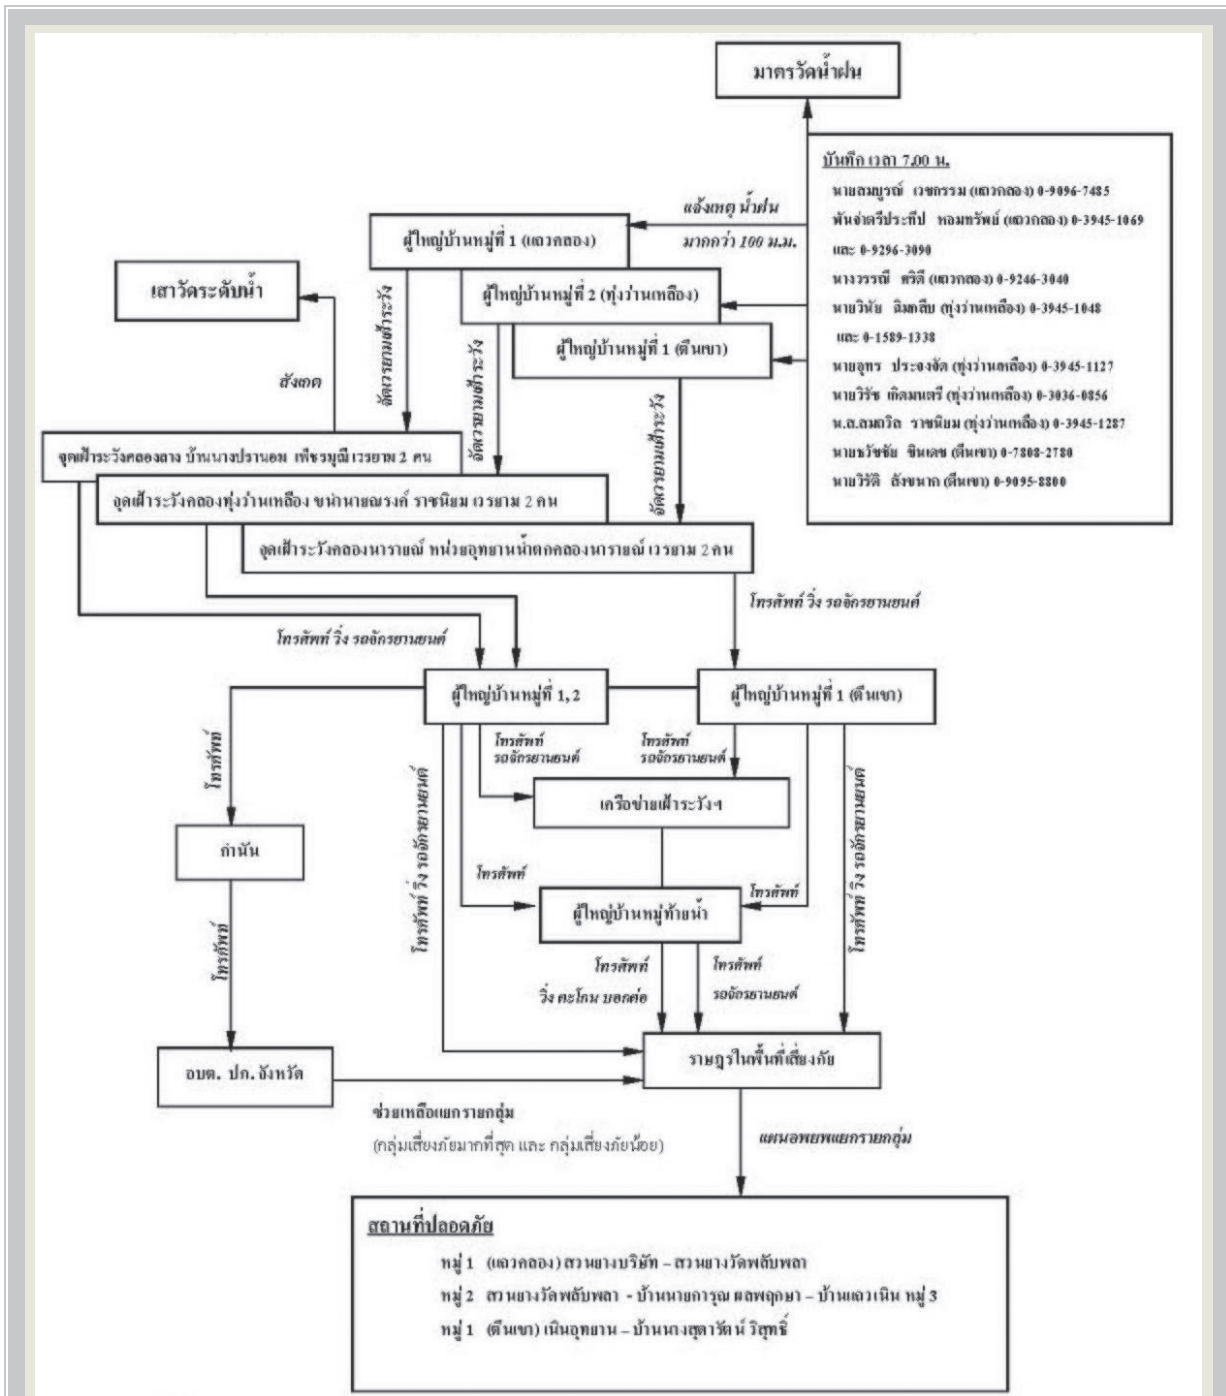 มาตรวัดน้ำฝน
บันทึก เวลา 7.00 น.
นายสมบูรณ์ เวชกรรม (แถวคลอง) 0-9096-7485
พันจ่าตรีประทีป หอมทรัพย์ (แถวคลอง) 0-3945-1069
และ 0-9296-3090
นางวรรณี ศรีดี (แถวคลอง) 0-9246-3040
นายวินัย ฉิมกลีบ (ทุ่งว่านเหลือง) 0-3945-1048
และ 0-1589-1338
นายอุทร ประจงจัด (ทุ่งว่านเหลือง) 0-3945-1127
นายวิรัช เกิดมนตรี (ทุ่งว่านเหลือง) 0-3036-0856
น.ส.สมถวิล ราชนิยม (ทุ่งว่านเหลือง) 0-3945-1287
นายธวัชชัย ชินเดช (ตีนเขา) 0-7808-2780
นายวิรัติ สังขนาค (ตีนเขา) 0-9095-8800
แจ้งเหตุ น้ำฝน
มากกว่า 100 ม.ม.
ผู้ใหญ่บ้านหมู่ที่ 1 (แถวคลอง)
ผู้ใหญ่บ้านหมู่ที่ 2 (ทุ่งว่านเหลือง)
ผู้ใหญ่บ้านหมู่ที่ 1 (ตีนเขา)
เสาวัดระดับน้ำ
สังเกต
จัดเวรยามเฝ้าระวัง
จัดเวรยามเฝ้าระวัง
จัดเวรยามเฝ้าระวัง
จุดเฝ้าระวังคลองลาง บ้านนางปรานอม เพ็ชรมุณี เวรยาม 2 คน
จุดเฝ้าระวังคลองทุ่งว่านเหลือง ขนำนายณรงค์ ราชนิยม เวรยาม 2 คน
จุดเฝ้าระวังคลองนารายณ์ หน่วยอุทยานน้ำตกคลองนารายณ์ เวรยาม 2 คน
โทรศัพท์ วิ่ง รถจักรยานยนต์
โทรศัพท์ วิ่ง รถจักรยานยนต์
ผู้ใหญ่บ้านหมู่ที่ 1, 2
ผู้ใหญ่บ้านหมู่ที่ 1 (ตีนเขา)
โทรศัพท์
โทรศัพท์ วิ่ง รถจักรยานยนต์
โทรศัพท์
รถจักรยานยนต์
โทรศัพท์
รถจักรยานยนต์
โทรศัพท์ วิ่ง รถจักรยานยนต์
เครือข่ายเฝ้าระวังฯ
กำนัน
โทรศัพท์
โทรศัพท์
ผู้ใหญ่บ้านหมู่ท้ายน้ำ
โทรศัพท์
โทรศัพท์
วิ่ง ตะโกน บอกต่อ
โทรศัพท์
รถจักรยานยนต์
อบต. ปภ. จังหวัด
ราษฎรในพื้นที่เสี่ยงภัย
ช่วยเหลือแยกรายกลุ่ม
(กลุ่มเสี่ยงภัยมากที่สุด และ กลุ่มเสี่ยงภัยน้อย)
แผนอพยพแยกรายกลุ่ม
สถานที่ปลอดภัย
หมู่ 1 (แถวคลอง) สวนยางบริษัท – สวนยางวัดพลับพลา
หมู่ 2 สวนยางวัดพลับพลา - บ้านนายการุณ ผลพฤกษา – บ้านแถวเนิน หมู่ 3
หมู่ 1 (ตีนเขา) เนินอุทยาน – บ้านนางสุดารัตน์ วิสุทธิ์